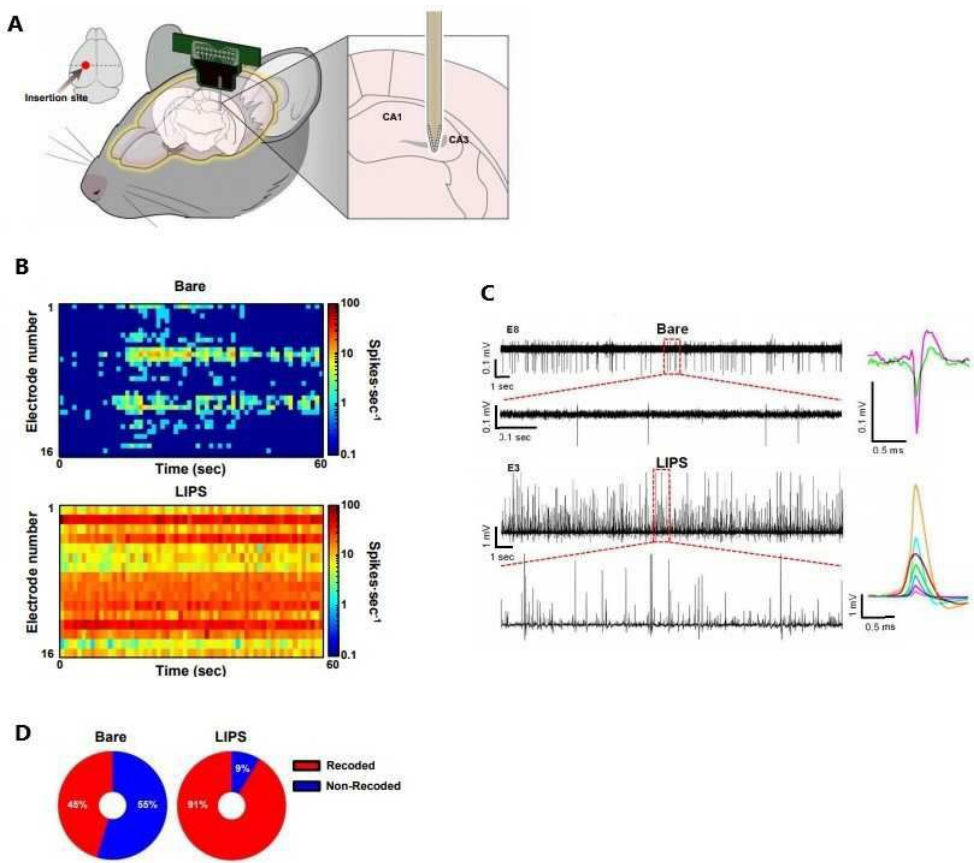 A
Insertion site
CA1
CA3
B
Bare
1
16
Electrode number
0
60
Time (sec)
100
10
1
0.1
Spikes·sec-1
LIPS
1
16
Electrode number
0
60
Time (sec)
100
10
1
0.1
Spikes·sec-1
C
E8
Bare
0.1 mV
1 sec
0.1 mV
0.1 sec
0.1 mV
0.5 ms
E3
LIPS
1 mV
1 sec
1 mV
0.5 ms
D
Bare
45%
55%
LIPS
9%
91%
Recoded
Non-Recoded